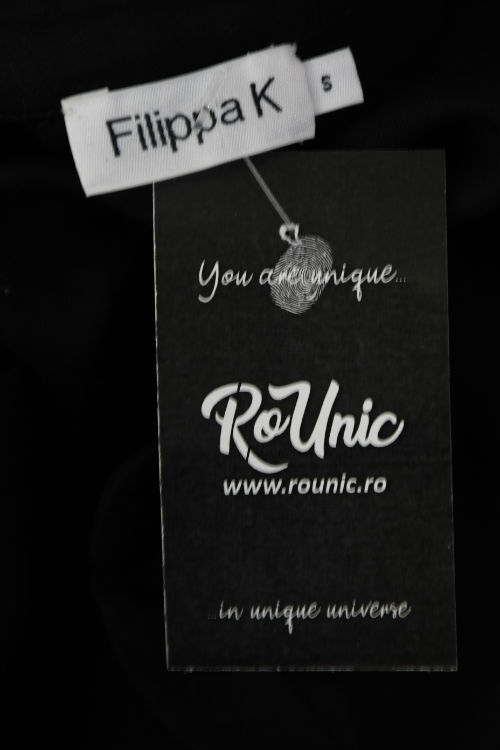 Filippa K
S
You are unique...
RoUnic
www.rounic.ro
...in unique universe